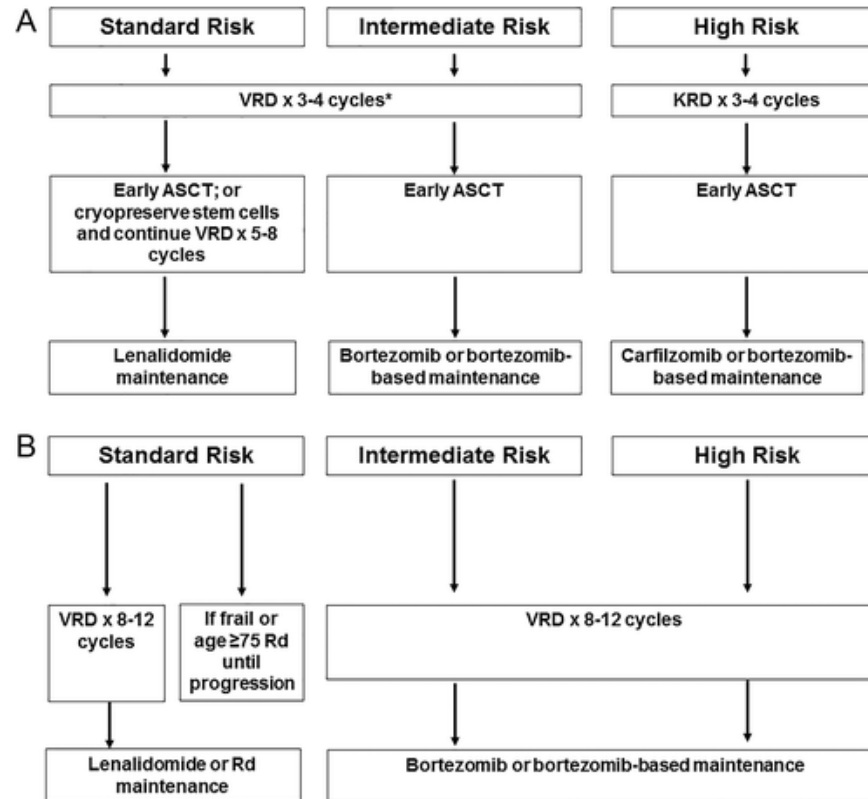 A
Standard Risk
Intermediate Risk
High Risk
VRD x 3-4 cycles*
KRD x 3-4 cycles
Early ASCT; or
cryopreserve stem cells
and continue VRD x 5-8
cycles
Early ASCT
Early ASCT
Lenalidomide
maintenance
Bortezomib or bortezomib-
based maintenance
Carfilzomib or bortezomib-
based maintenance
B
Standard Risk
Intermediate Risk
High Risk
VRD x 8-12
cycles
If frail or
age ≥75 Rd
until
progression
VRD x 8-12 cycles
Lenalidomide or Rd
maintenance
Bortezomib or bortezomib-based maintenance